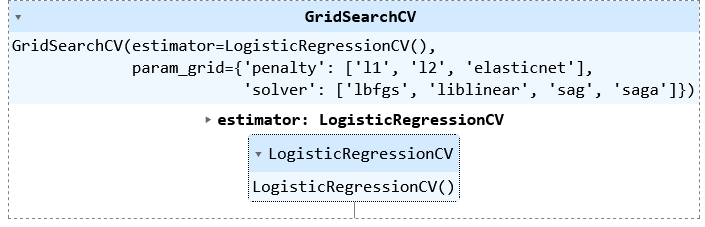 GridSearchCV
GridSearchCV(estimator=LogisticRegressionCV(),
param_grid={'penalty': ['l1', 'l2', 'elasticnet'],
'solver': ['lbfgs', 'liblinear', 'sag', 'saga']})
estimator: LogisticRegressionCV
LogisticRegressionCV
LogisticRegressionCV()